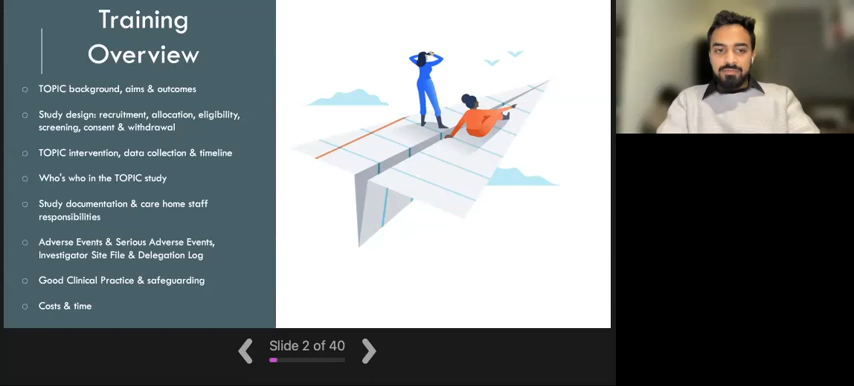 Training
Overview
TOPIC background, aims & outcomes
Study design: recruitment, allocation, eligibility,
screening, consent & withdrawal
TOPIC intervention, data collection & timeline
Who's who in the TOPIC study
Study documentation & care home staff
responsibilities
Adverse Events & Serious Adverse Events,
Investigator Site File & Delegation Log
Good Clinical Practice & safeguarding
Costs & time
Slide 2 of 40